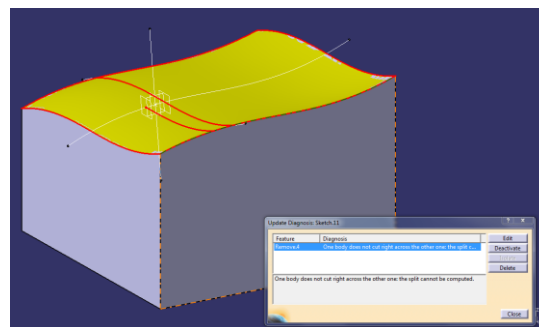 Update Diagnosis: Sketch.11
Feature
Diagnosis
Edit
Remove.4
One body does not cut right across the other one: the split c...
Deactivate
Delete
One body does not cut right across the other one: the split cannot be computed.
Close